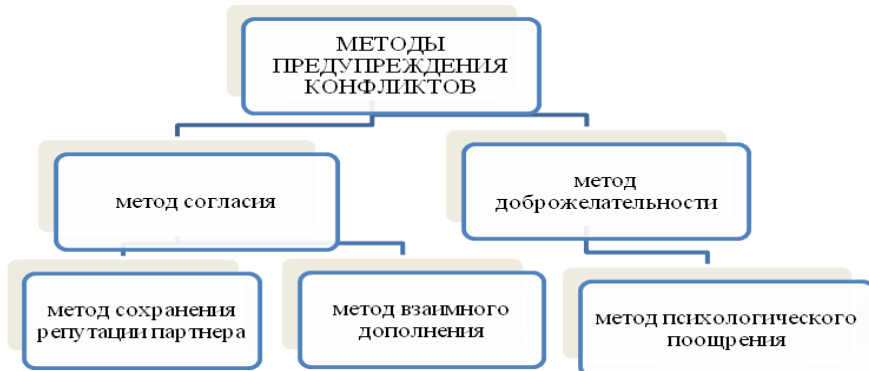 МЕТОДЫ
ПРЕДУПРЕЖДЕНИЯ
КОНФЛИКТОВ
метод согласия
метод
доброжелательности
метод сохранения
репутации партнера
метод взаимного
дополнения
метод психологического
поощрения